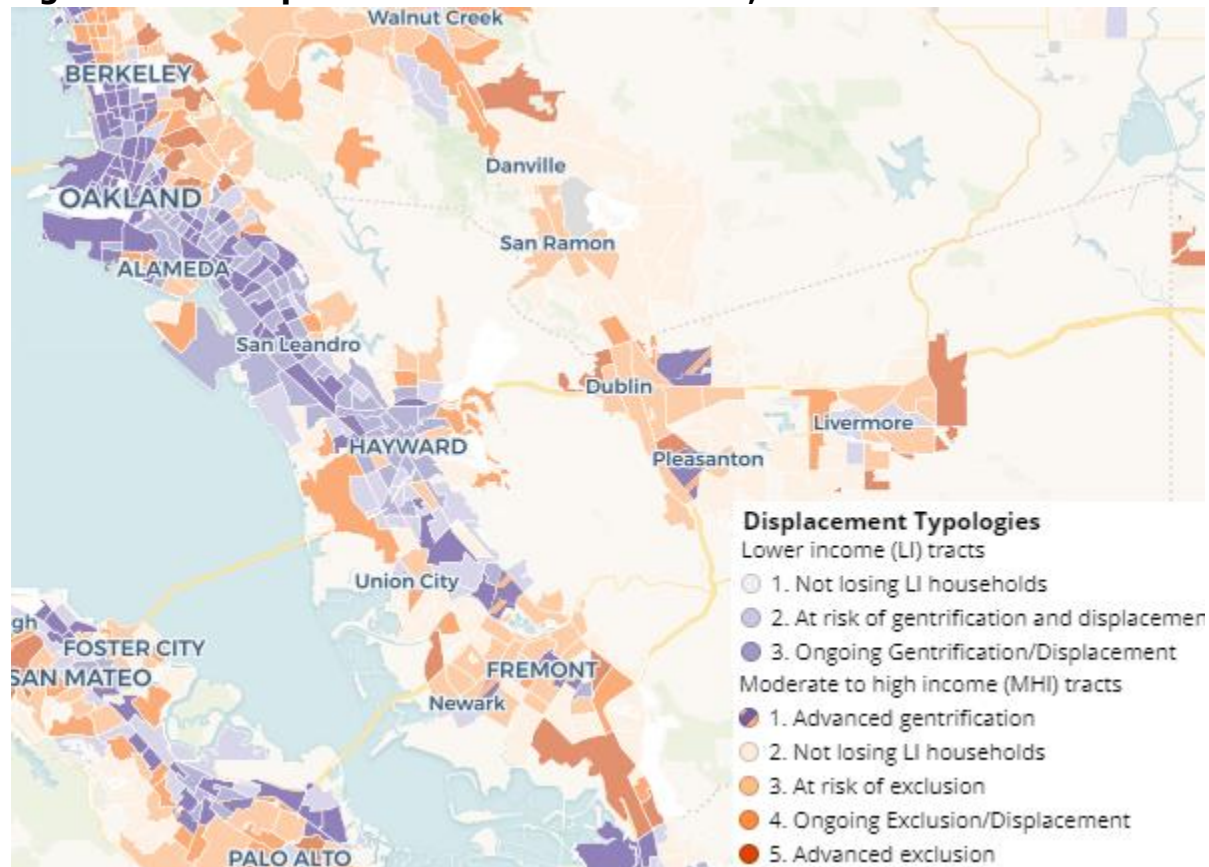 Walnut Creek
BERKELEY
Danville
OAKLAND
San Ramon
ALAMEDA
San Leandro
Dublin
Livermore
HAYWARD
Pleasanton
Displacement Typologies
Lower income (LI) tracts
1. Not losing LI households
Union City
2. At risk of gentrification and displacemen
gh
FOSTER CITY
3. Ongoing Gentrification/Displacement
SAN MATEO
FREMONT
Moderate to high income (MHI) tracts
Newark
1. Advanced gentrification
2. Not losing LI households
3. At risk of exclusion
4. Ongoing Exclusion/Displacement
PALO ALTO
5. Advanced exclusion